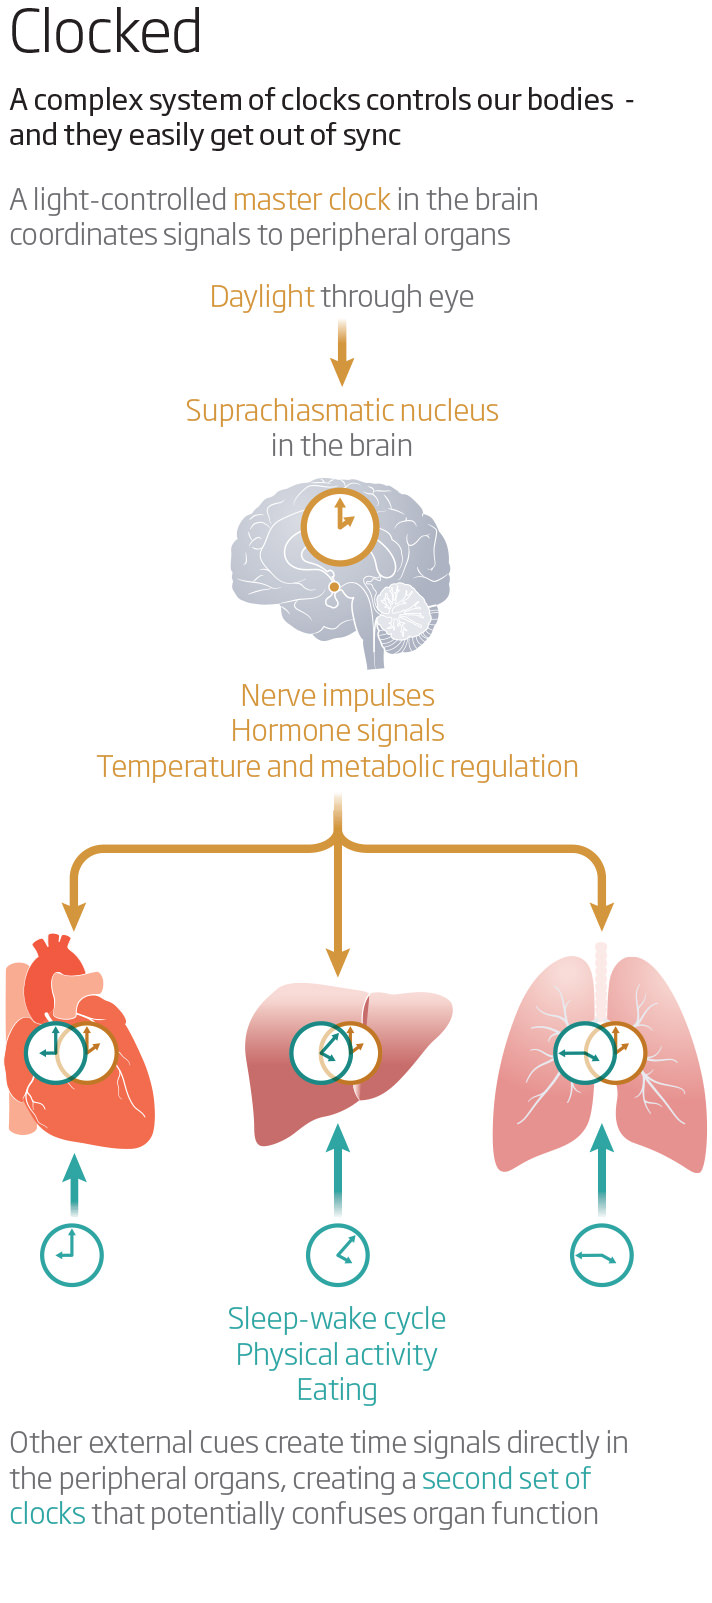 Clocked
A complex system of clocks controls our bodies -
and they easily get out of sync
A light-controlled master clock in the brain
coordinates signals to peripheral organs
Daylight through eye
Suprachiasmatic nucleus
in the brain
Nerve impulses
Hormone signals
Temperature and metabolic regulation
Sleep-wake cycle
Physical activity
Eating
Other external cues create time signals directly in
the peripheral organs, creating a second set of
clocks that potentially confuses organ function